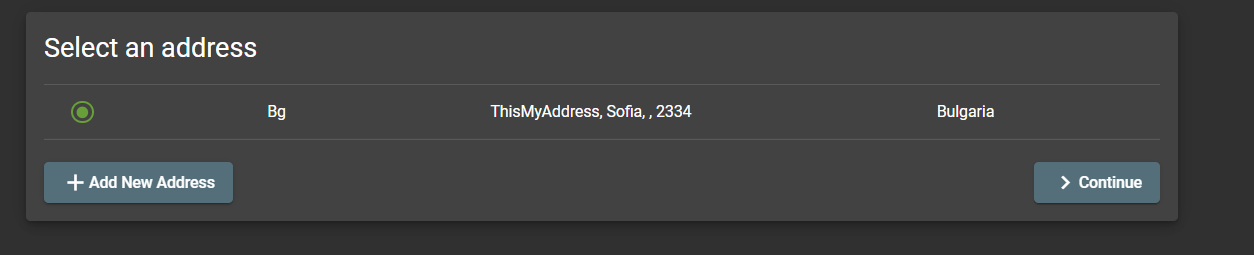 Select an address
Bg ThisMyAddress, Sofia, , 2334 Bulgaria
Add New Address Continue